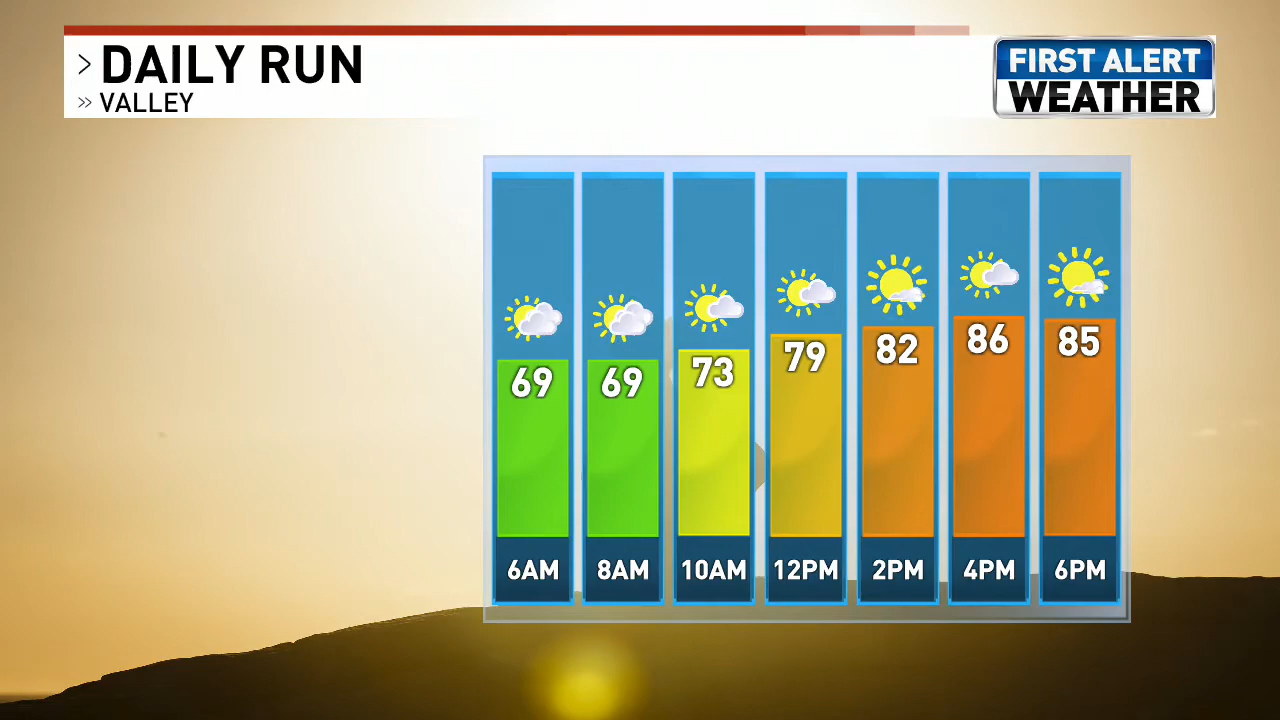 > DAILY RUN
>> VALLEY
FIRST ALERT
WEATHER
69 69 73 79 82 86 85
6AM 8AM 10AM 12PM 2PM 4PM 6PM